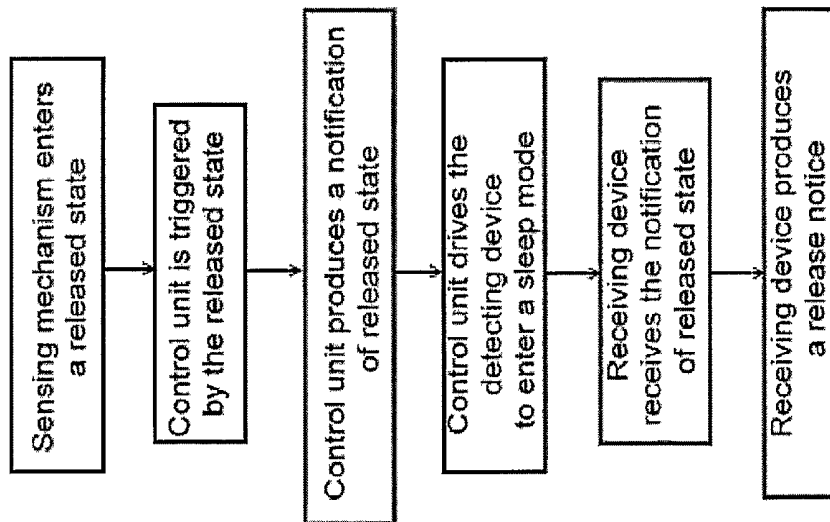 Sensing mechanism enters
a released state
Control unit is triggered
by the released state
Control unit produces a notification
of released state
Control unit drives the
detecting device
to enter a sleep mode
Receiving device
receives the notification
of released state
Receiving device produces
a release notice